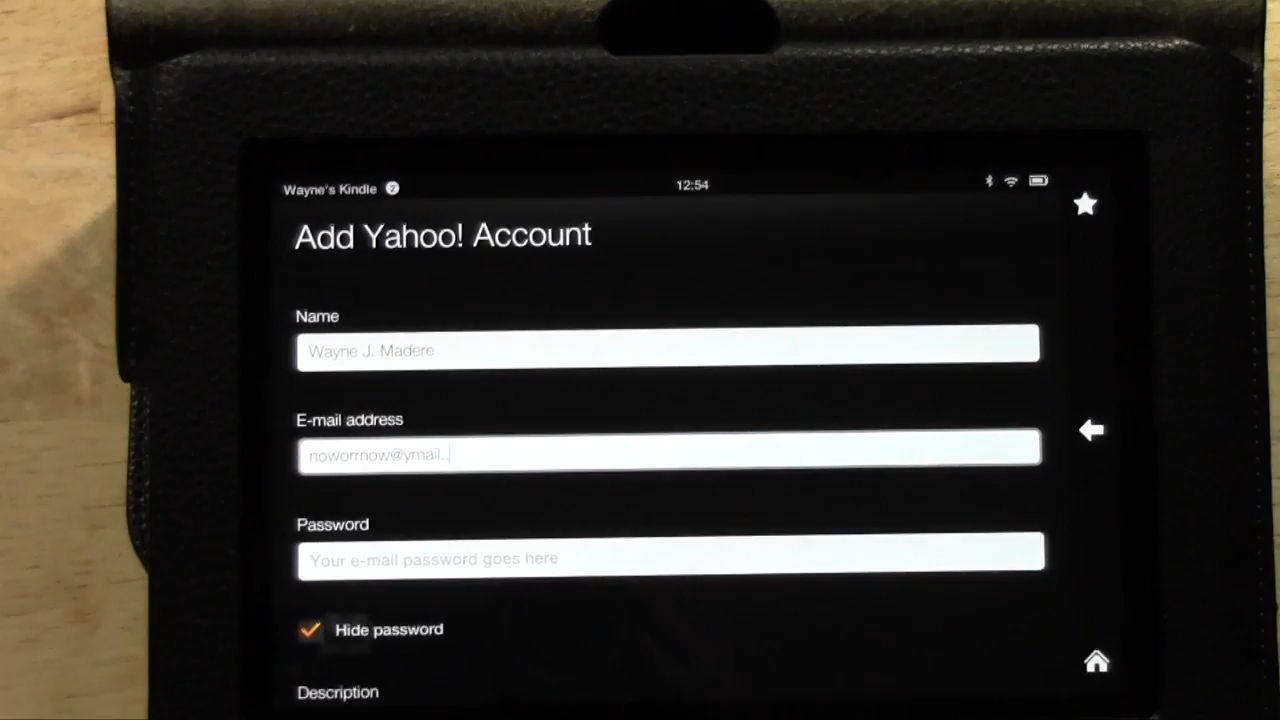 Wayne's Kindle 2 12:54
Add Yahoo! Account
Name
Wayne J. Madere
E-mail address
noworrnow@ymail..
Password
Your e-mail password goes here
Hide password
Description